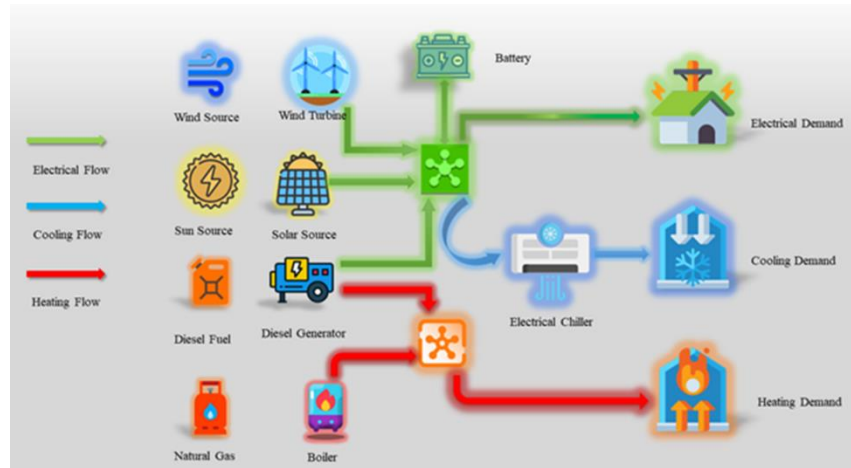 Battery
Wind Source
Wind Turbine
Electrical Demand
Electrical Flow
Cooling Flow
Sun Source
Solar Source
Cooling Demand
Heating Flow
Diesel Fuel
Diesel Generator
Electrical Chiller
Heating Demand
Natural Gas
Boiler